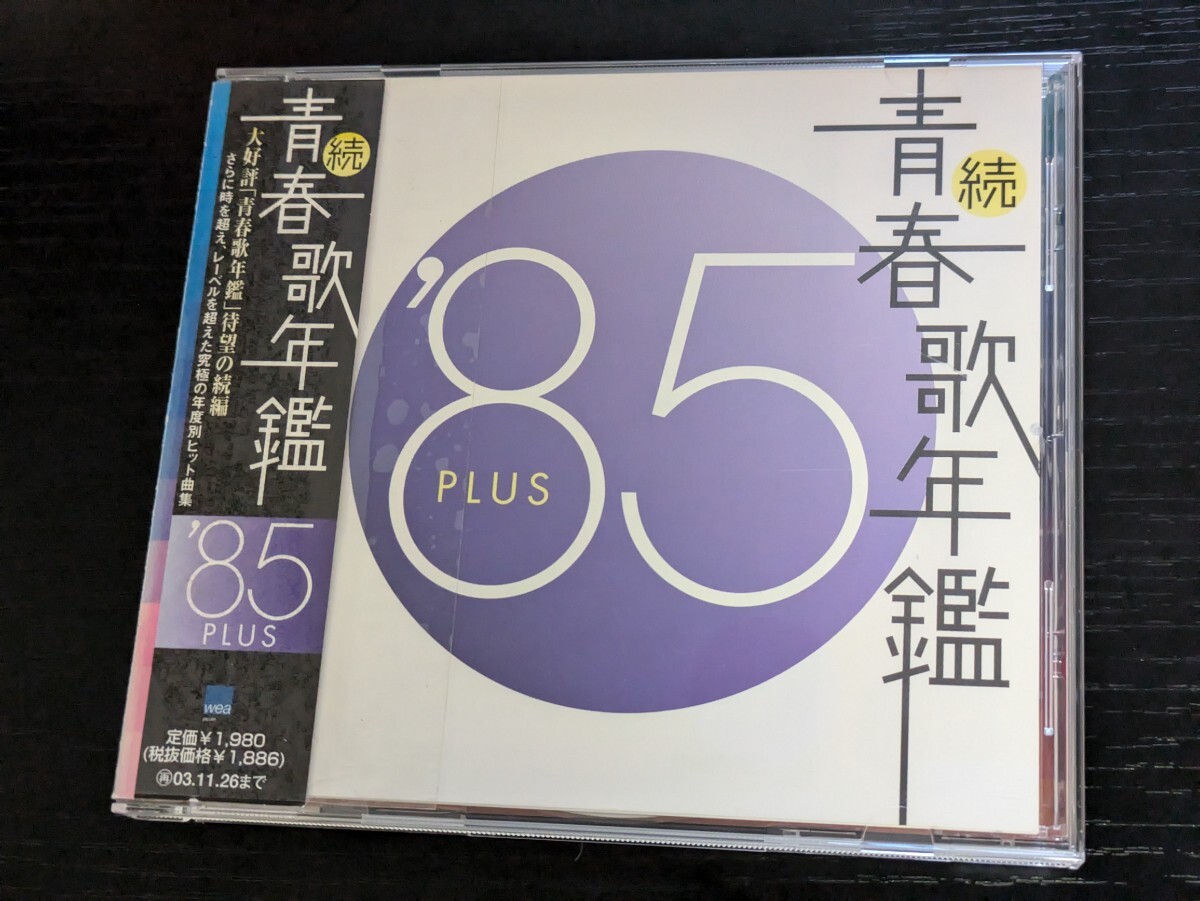 続
青春歌年鑑
大好評「青春歌年鑑」待望の続編
さらに時を超え、レーベルを超えた究極の年度別ヒット曲集
'85
PLUS
wea
定価¥1,980
(税抜価格¥1,886)
再03.11.26まで
続
青春歌年鑑
'85
PLUS